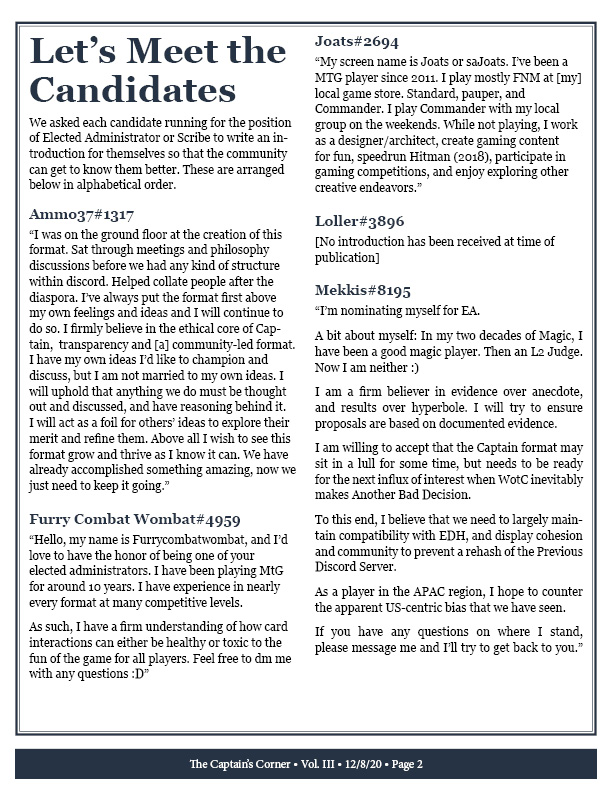 Let's Meet the
Candidates
We asked each candidate running for the position
of Elected Administrator or Scribe to write an in-
troduction for themselves so that the community
can get to know them better. These are arranged
below in alphabetical order.
Ammo37#1317
“I was on the ground floor at the creation of this
format. Sat through meetings and philosophy
discussions before we had any kind of structure
within discord. Helped collate people after the
diaspora. I’ve always put the format first above
my own feelings and ideas and I will continue to
do so. I firmly believe in the ethical core of Cap-
tain, transparency and [a] community-led format.
I have my own ideas I’d like to champion and
discuss, but I am not married to my own ideas. I
will uphold that anything we do must be thought
out and discussed, and have reasoning behind it.
I will act as a foil for others’ ideas to explore their
merit and refine them. Above all I wish to see this
format grow and thrive as I know it can. We have
already accomplished something amazing, now we
just need to keep it going.”
Furry Combat Wombat#4959
“Hello, my name is Furrycombatwombat, and I’d
love to have the honor of being one of your
elected administrators. I have been playing MtG
for around 10 years. I have experience in nearly
every format at many competitive levels.
As such, I have a firm understanding of how card
interactions can either be healthy or toxic to the
fun of the game for all players. Feel free to dm me
with any questions :D”
Joats#2694
“My screen name is Joats or saJoats. I’ve been a
MTG player since 2011. I play mostly FNM at [my]
local game store. Standard, pauper, and
Commander. I play Commander with my local
group on the weekends. While not playing, I work
as a designer/architect, create gaming content
for fun, speedrun Hitman (2018), participate in
gaming competitions, and enjoy exploring other
creative endeavors.”
Loller#3896
[No introduction has been received at time of
publication]
Mekkis#8195
“I’m nominating myself for EA.
A bit about myself: In my two decades of Magic, I
have been a good magic player. Then an L2 Judge.
Now I am neither :)
I am a firm believer in evidence over anecdote,
and results over hyperbole. I will try to ensure
proposals are based on documented evidence.
I am willing to accept that the Captain format may
sit in a lull for some time, but needs to be ready
for the next influx of interest when WotC inevitably
makes Another Bad Decision.
To this end, I believe that we need to largely main-
tain compatibility with EDH, and display cohesion
and community to prevent a rehash of the Previous
Discord Server.
As a player in the APAC region, I hope to counter
the apparent US-centric bias that we have seen.
If you have any questions on where I stand,
please message me and I’ll try to get back to you.”
The Captain’s Corner • Vol. III • 12/8/20 • Page 2